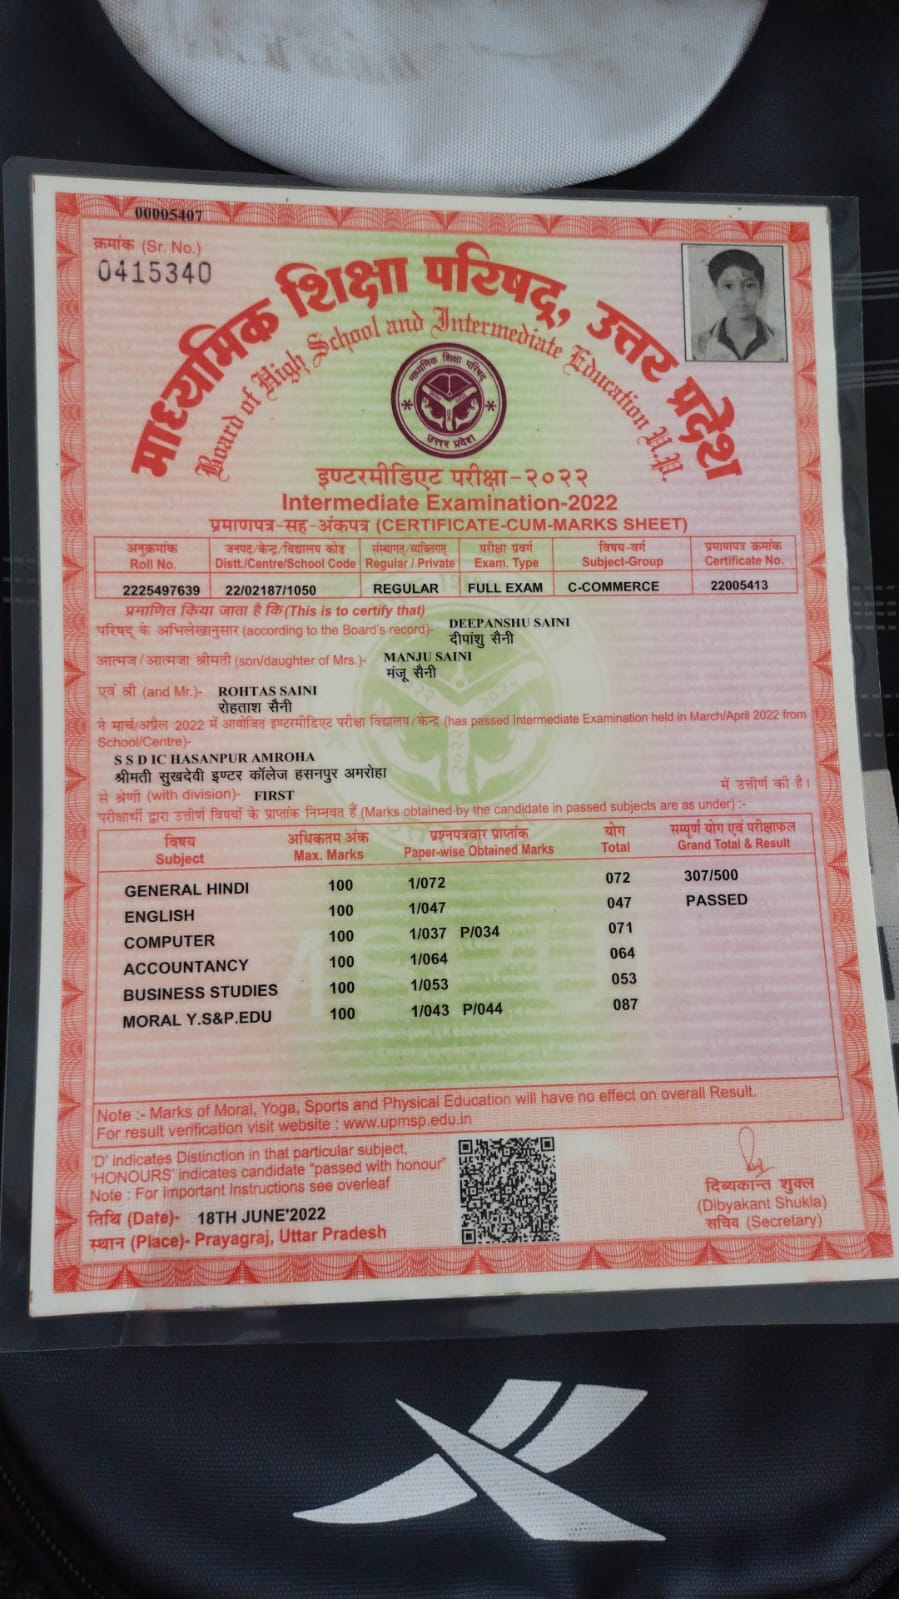 00005407
क्रमांक (Sr. No.)
0415340
माध्यमिक शिक्षा परिषद्, उत्तर प्रदेश
Board of High School and Intermediate Education U.P.
माध्यमिक शिक्षा परिषद्
उत्तर प्रदेश
इण्टरमीडिएट परीक्षा-२०२२
Intermediate Examination-2022
प्रमाणपत्र-सह-अंकपत्र (CERTIFICATE-CUM-MARKS SHEET)
अनुक्रमांक जनपद/केन्द्र/विद्यालय कोड संस्थागत/व्यक्तिगत परीक्षा प्रवर्ग विषय-वर्ग प्रमाणपत्र क्रमांक
Roll No. Distt./Centre/School Code Regular / Private Exam. Type Subject-Group Certificate No.
2225497639 22/02187/1050 REGULAR FULL EXAM C-COMMERCE 22005413
प्रमाणित किया जाता है कि (This is to certify that)
परिषद् के अभिलेखानुसार (according to the Board's record)- DEEPANSHU SAINI
दीपांशु सैनी
आत्मज/आत्मजा श्रीमती (son/daughter of Mrs.)- MANJU SAINI
मंजू सैनी
एवं श्री (and Mr.)- ROHTAS SAINI
रोहताश सैनी
ने मार्च/अप्रैल 2022 में आयोजित इण्टरमीडिएट परीक्षा विद्यालय/केन्द्र (has passed Intermediate Examination held in March/April 2022 from
School/Centre)-
S S D IC HASANPUR AMROHA
श्रीमती सुखदेवी इण्टर कॉलेज हसनपुर अमरोहा
से श्रेणी (with division)- FIRST में उत्तीर्ण की है।
परीक्षार्थी द्वारा उत्तीर्ण विषयों के प्राप्तांक निम्नवत हैं (Marks obtained by the candidate in passed subjects are as under) :-
विषय अधिकतम अंक प्रश्नपत्रवार प्राप्तांक योग सम्पूर्ण योग एवं परीक्षाफल
Subject Max. Marks Paper-wise Obtained Marks Total Grand Total & Result
GENERAL HINDI 100 1/072 072 307/500
ENGLISH 100 1/047 047 PASSED
COMPUTER 100 1/037 P/034 071
ACCOUNTANCY 100 1/064 064
BUSINESS STUDIES 100 1/053 053
MORAL Y.S&P.EDU 100 1/043 P/044 087
Note :- Marks of Moral, Yoga, Sports and Physical Education will have no effect on overall Result.
For result verification visit website : www.upmsp.edu.in
'D' indicates Distinction in that particular subject,
'HONOURS' indicates candidate "passed with honour"
Note : For Important Instructions see overleaf
तिथि (Date)- 18TH JUNE'2022
स्थान (Place)- Prayagraj, Uttar Pradesh
दिब्यकान्त शुक्ल
(Dibyakant Shukla)
सचिव (Secretary)